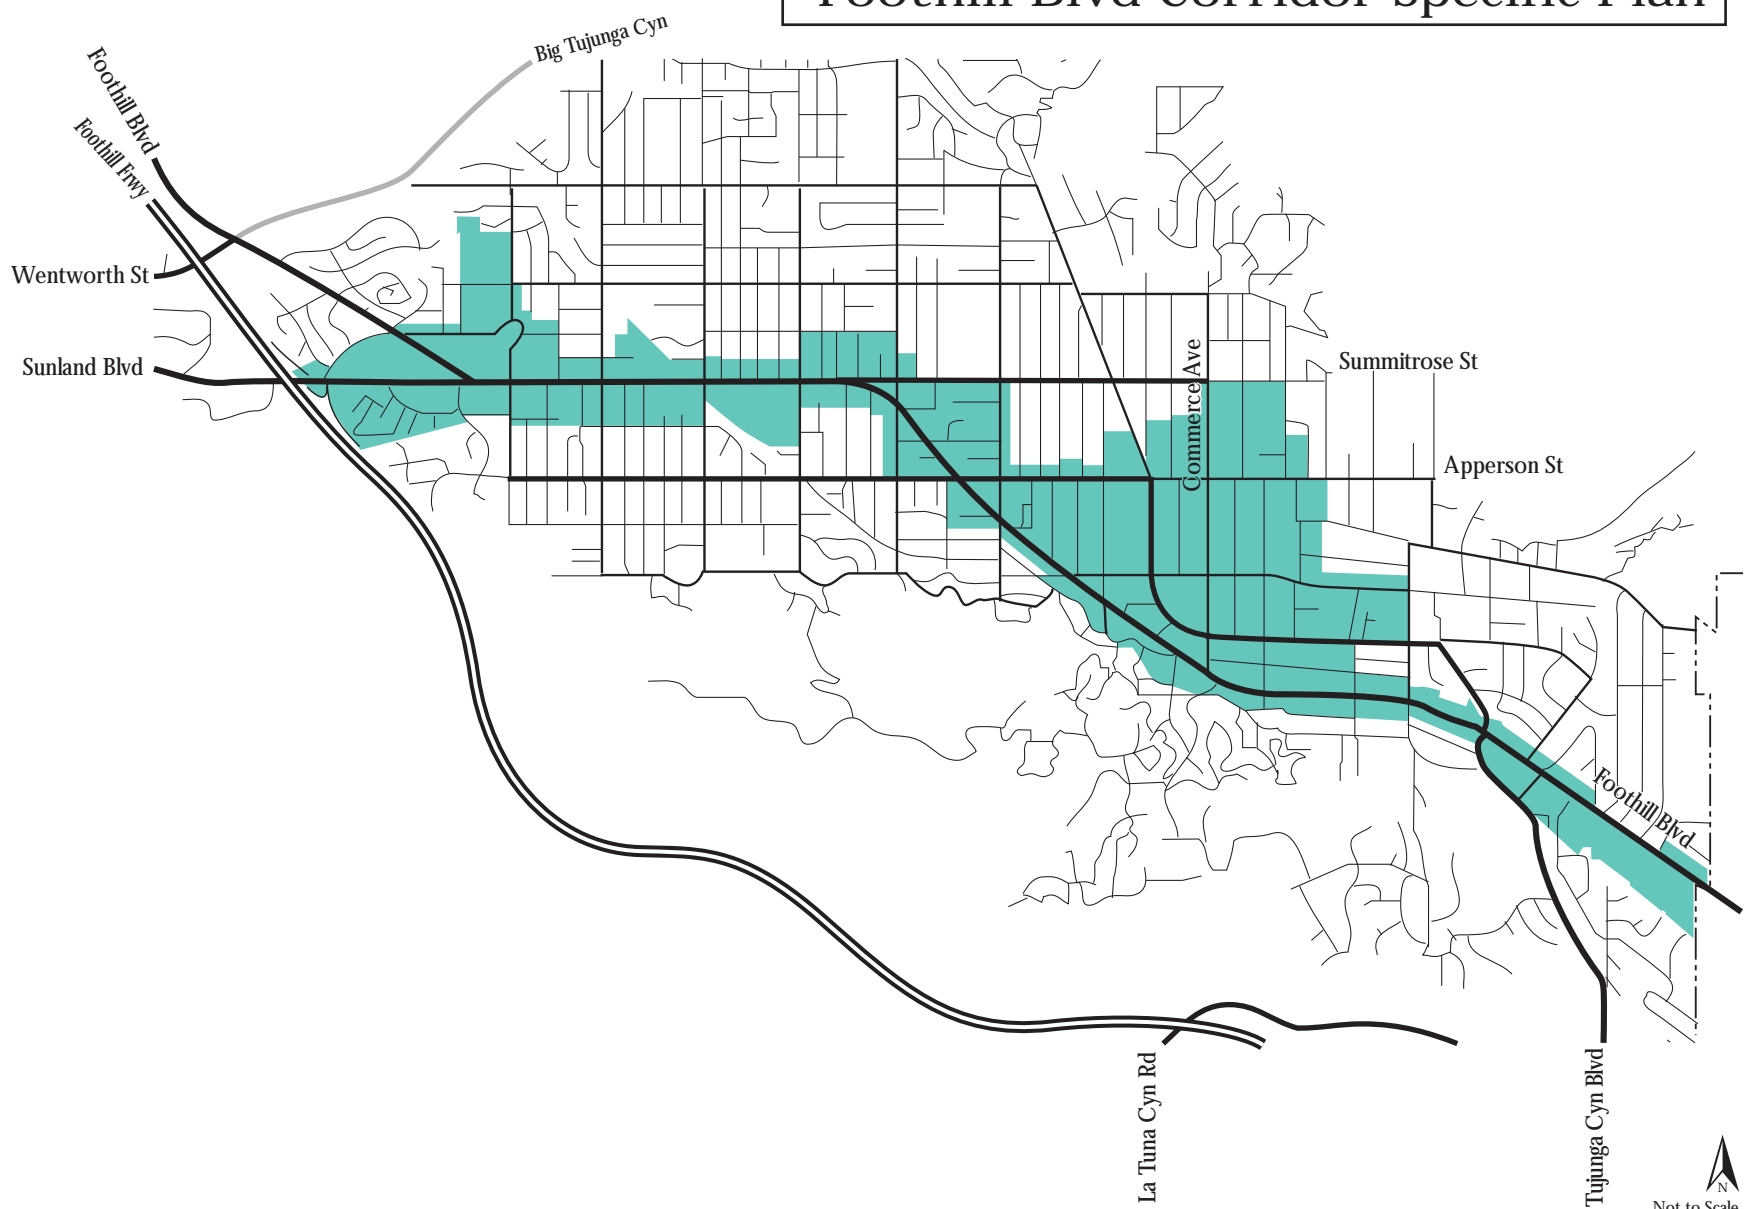 Foothill Blvd Corridor Specific Plan
Big Tujunga Cyn
Foothill Blvd
Foothill Frwy
Wentworth St
Sunland Blvd
Commerce Ave
Summitrose St
Apperson St
Foothill Blvd
La Tuna Cyn Rd
Tujunga Cyn Blvd
N
Not to Scale